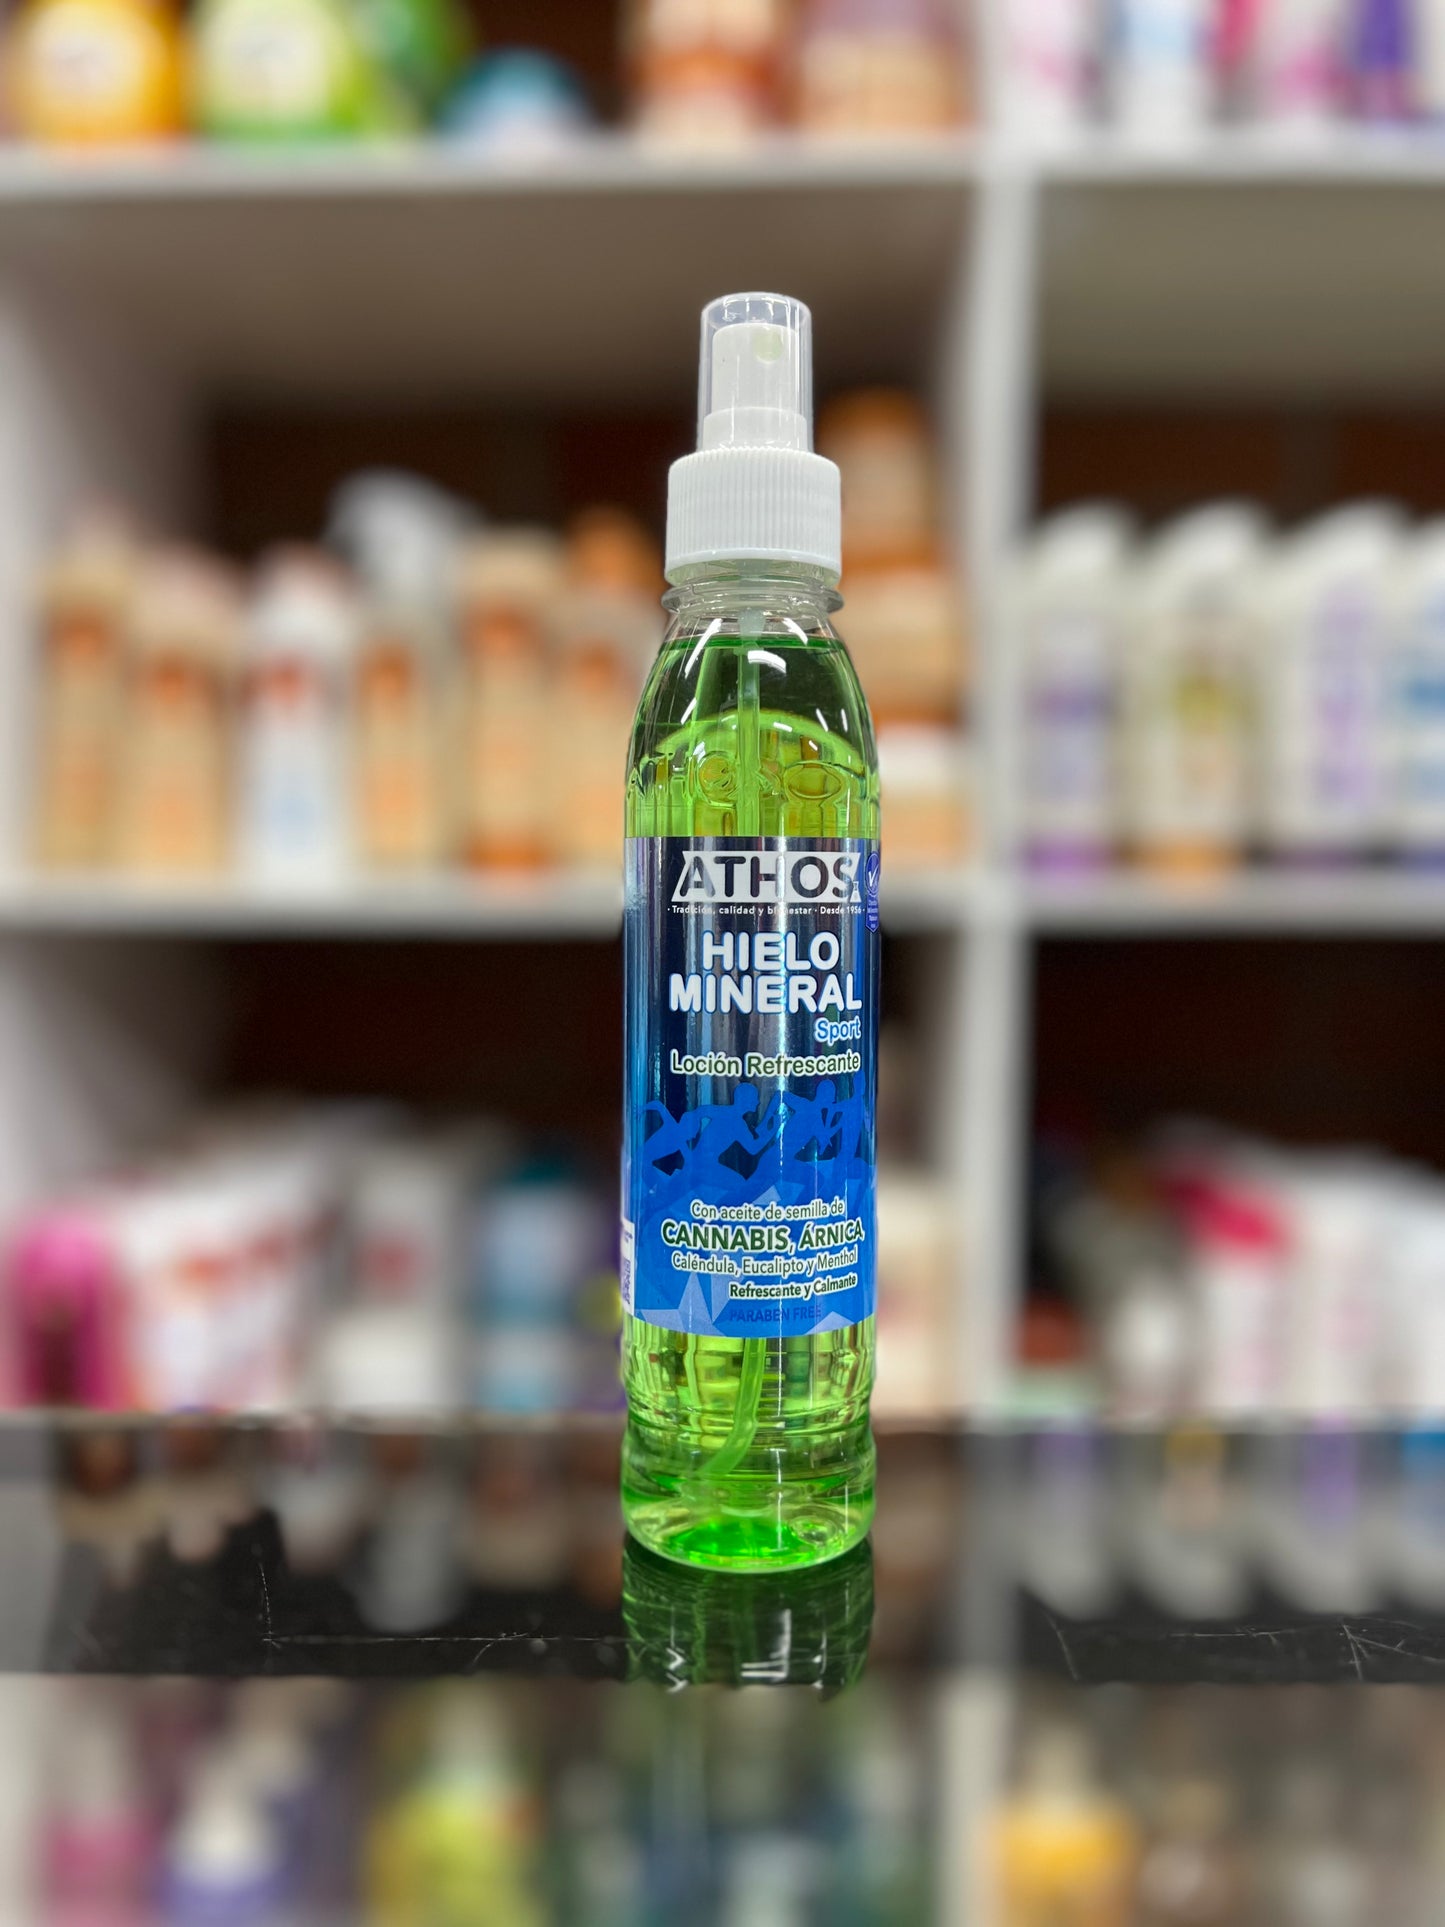 ATHOS
· Tradición, calidad y bienestar · Desde 1956 ·
HIELO
MINERAL
Sport
Loción Refrescante
Con aceite de semilla de
CANNABIS, ÁRNICA,
Caléndula, Eucalipto y Menthol
Refrescante y Calmante
PARABEN FREE